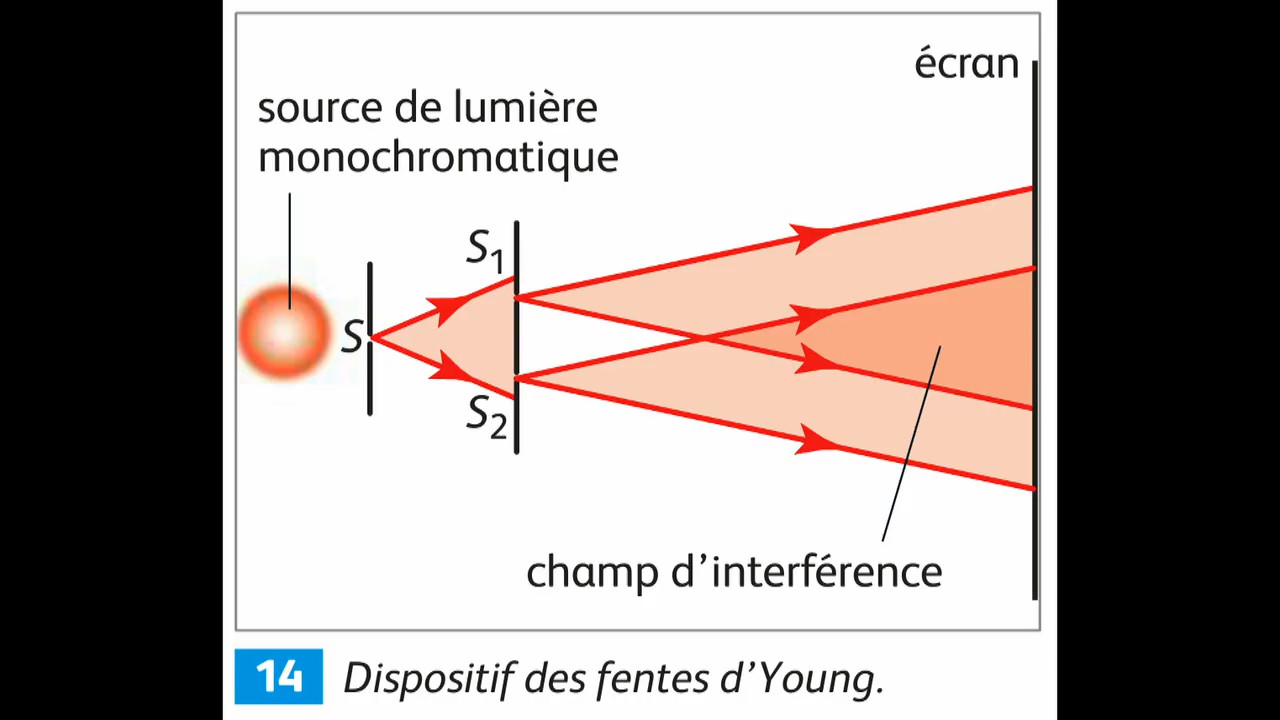 écran
source de lumière
monochromatique
S
S1
S2
champ d’interférence
14 Dispositif des fentes d’Young.